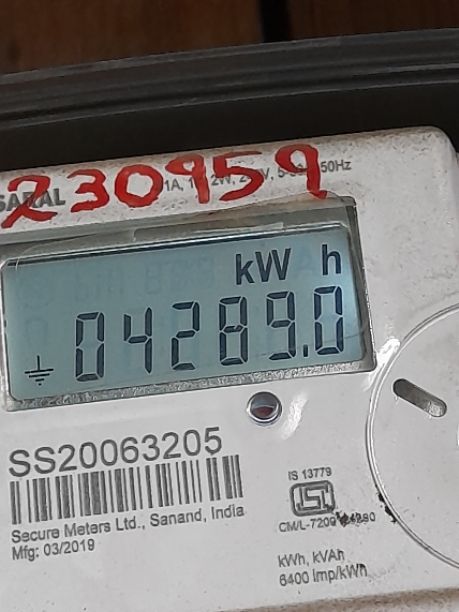 230959
SARAL
kW h
04289.0
SS20063205
Secure Meters Ltd., Sanand, India
Mfg: 03/2019
IS 13779
ISI
kWh, kVAh
6400 imp/kWh